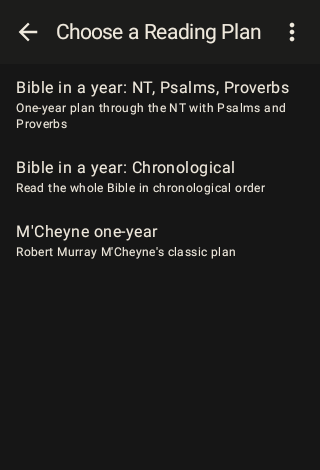 Choose a Reading Plan
Bible in a year: NT, Psalms, Proverbs
One-year plan through the NT with Psalms and
Proverbs
Bible in a year: Chronological
Read the whole Bible in chronological order
M'Cheyne one-year
Robert Murray M'Cheyne's classic plan